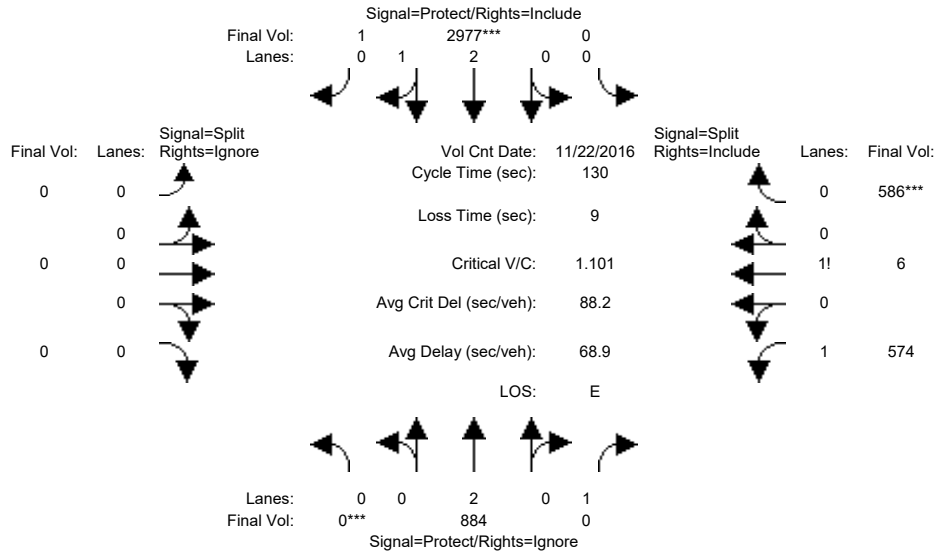 Signal=Protect/Rights=Include
Final Vol: 1 2977*** 0
Lanes: 0 1 2 0 0
Signal=Split
Final Vol: Lanes: Rights=Ignore
Vol Cnt Date: 11/22/2016
Signal=Split
Rights=Include Lanes: Final Vol:
Cycle Time (sec): 130
0 0
0 586***
Loss Time (sec): 9
0
0
0 0
Critical V/C: 1.101
1! 6
0
Avg Crit Del (sec/veh): 88.2
0
0 0
Avg Delay (sec/veh): 68.9
1 574
LOS: E
Lanes: 0 0 2 0 1
Final Vol: 0*** 884 0
Signal=Protect/Rights=Ignore